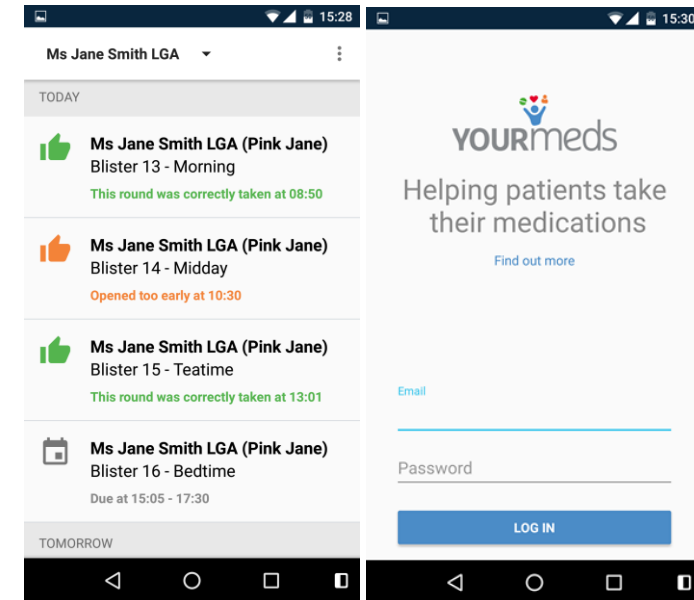 15:28
Ms Jane Smith LGA
TODAY
Ms Jane Smith LGA (Pink Jane)
Blister 13 - Morning
This round was correctly taken at 08:50
Ms Jane Smith LGA (Pink Jane)
Blister 14 - Midday
Opened too early at 10:30
Ms Jane Smith LGA (Pink Jane)
Blister 15 - Teatime
This round was correctly taken at 13:01
Ms Jane Smith LGA (Pink Jane)
Blister 16 - Bedtime
Due at 15:05 - 17:30
TOMORROW
15:30
YOURmeds
Helping patients take
their medications
Find out more
Email
Password
LOG IN